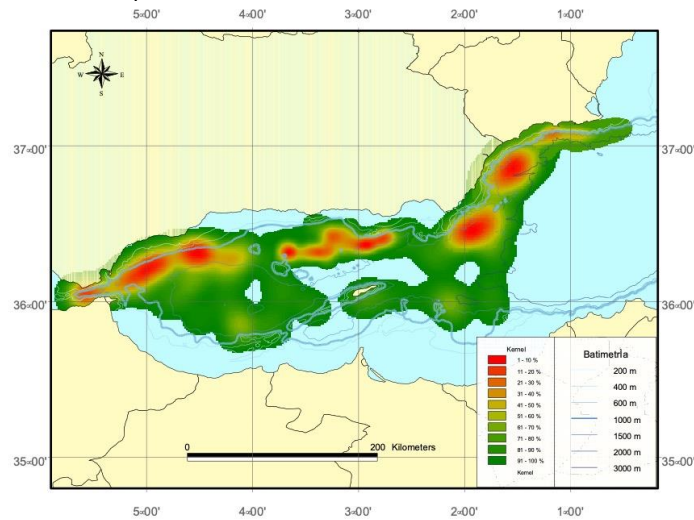 5º00' 4º00' 3º00' 2º00' 1º00'
N
W E
S
37º00' 37º00'
36º00' 36º00'
Kernel
1 - 10 %
11 - 20 %
21 - 30 %
31 - 40 %
41 - 50 %
51 - 60 %
61 - 70 %
71 - 80 %
81 - 90 %
91 - 100 %
Kernel
Batimetrla
200 m
400 m
600 m
1000 m
1500 m
2000 m
3000 m
0 200 Kilometers
35º00' 35º00'
5º00' 4º00' 3º00' 2º00' 1º00'